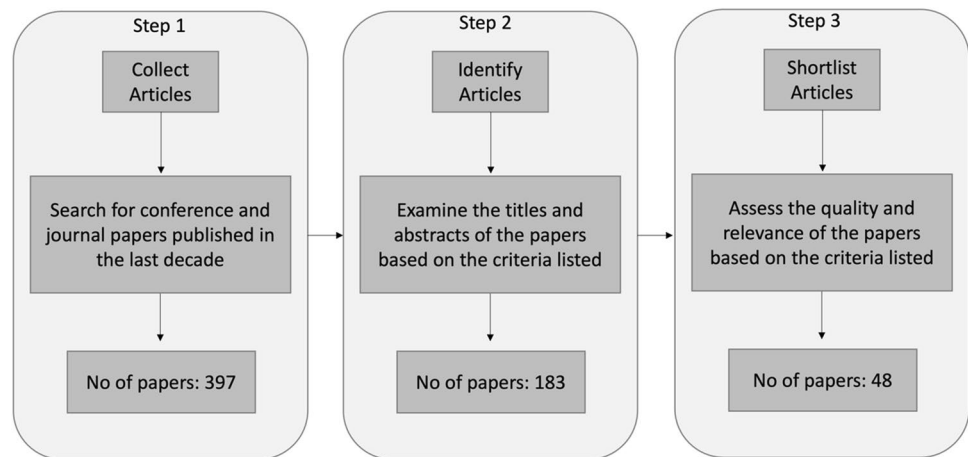 Step 1
Collect
Articles
Search for conference and
journal papers published in
the last decade
No of papers: 397
Step 2
Identify
Articles
Examine the titles and
abstracts of the papers
based on the criteria listed
No of papers: 183
Step 3
Shortlist
Articles
Assess the quality and
relevance of the papers
based on the criteria listed
No of papers: 48